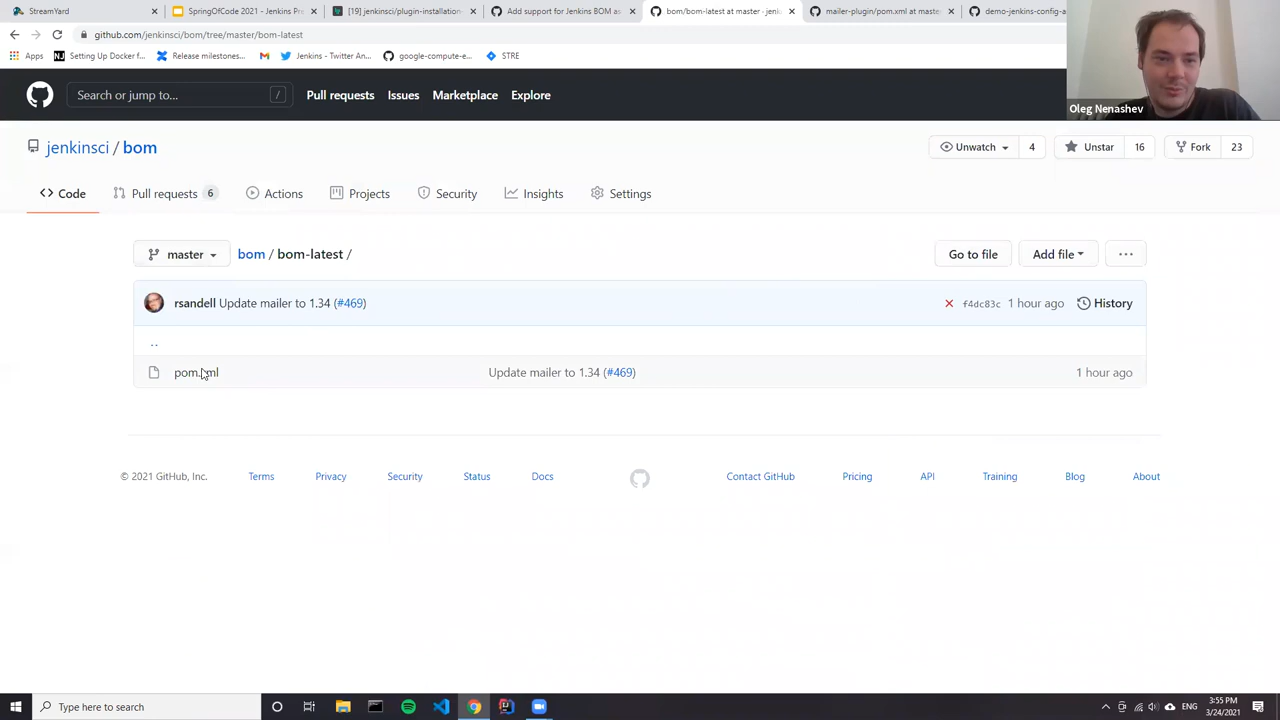 StreamYard
SpringOfCode 2021 - Jenkins Pre
[19] jenkinsci/plugin-installation-
Add support for Jenkins BOM as
bom/bom-latest at master · jenk
mailer-plugin/pom.xml at maste
demo-jenkins-config-a
github.com/jenkinsci/bom/tree/master/bom-latest
Apps
Setting Up Docker f...
Release milestones...
Jenkins - Twitter An...
google-compute-e...
STRE
Oleg Nenashev
Search or jump to...
/
Pull requests
Issues
Marketplace
Explore
jenkinsci / bom
Unwatch
4
Unstar
16
Fork
23
Code
Pull requests
6
Actions
Projects
Security
Insights
Settings
master
bom / bom-latest /
Go to file
Add file
rsandell Update mailer to 1.34 (#469)
f4dc83c
1 hour ago
History
..
pom.xml
Update mailer to 1.34 (#469)
1 hour ago
© 2021 GitHub, Inc.
Terms
Privacy
Security
Status
Docs
Contact GitHub
Pricing
API
Training
Blog
About
Type here to search
ENG
3:55 PM
3/24/2021